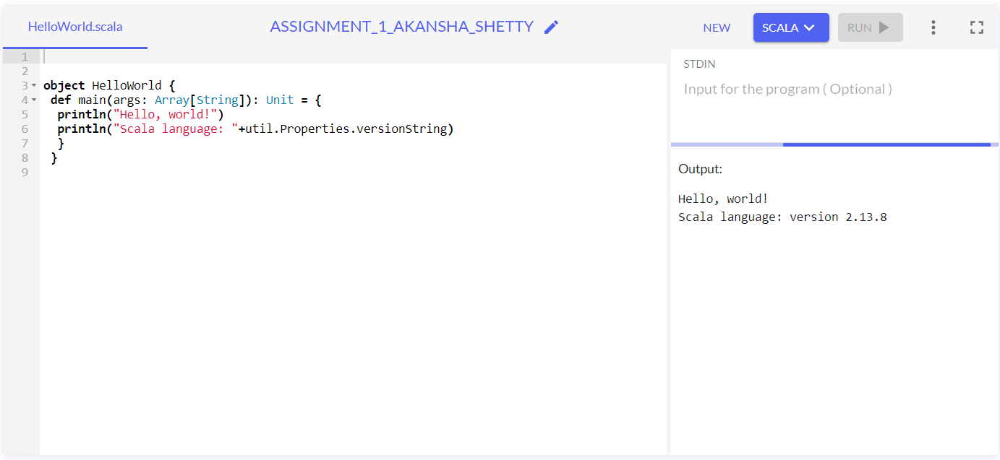 HelloWorld.scala
ASSIGNMENT_1_AKANSHA_SHETTY
NEW
SCALA
RUN
1
2
3 object HelloWorld {
4 def main(args: Array[String]): Unit = {
5 println("Hello, world!")
6 println("Scala language: "+util.Properties.versionString)
7 }
8 }
9
STDIN
Input for the program ( Optional )
Output:
Hello, world!
Scala language: version 2.13.8